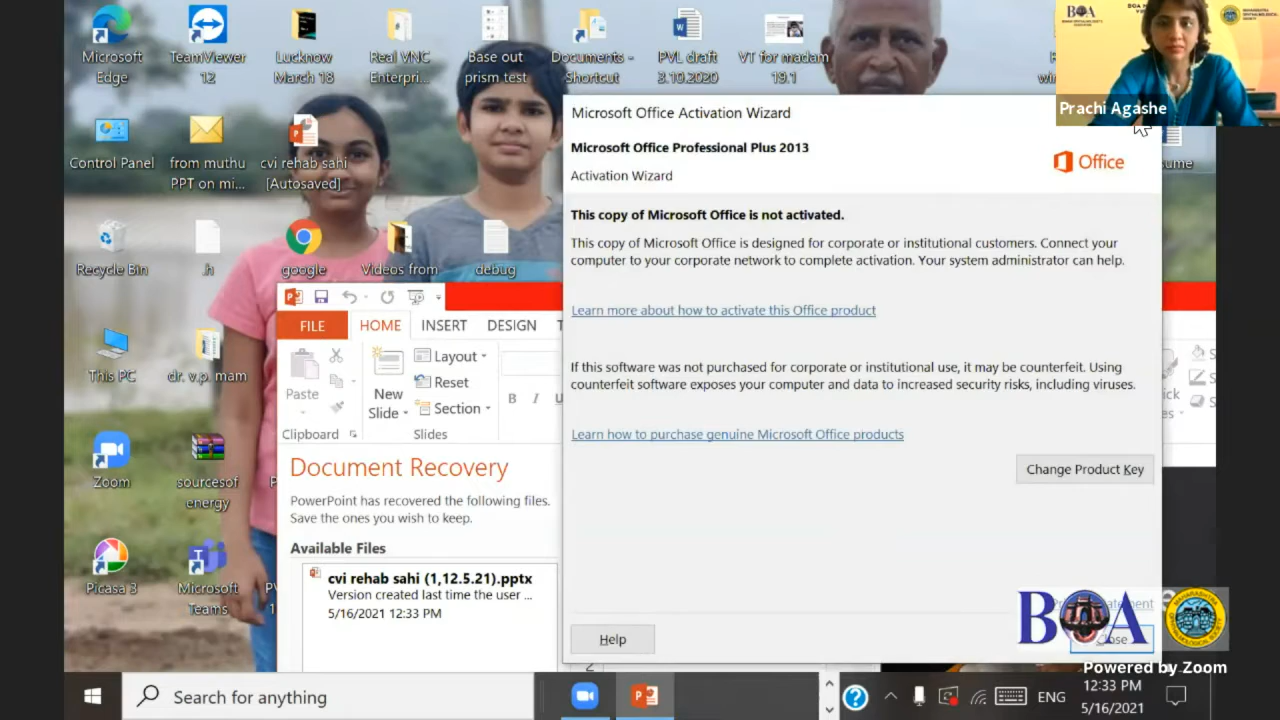 Microsoft
Edge
TeamViewer
12
Lucknow
March 18
Real VNC
Enterpri...
Base out
prism test
Documents -
Shortcut
PVL draft
3.10.2020
VT for madam
19.1
BOA
Prachi Agashe
Control Panel
from muthu
PPT on mi...
cvi rehab sahi
[Autosaved]
Recycle Bin
.h
google
Videos from
debug
This PC
dr. v.p. mam
Zoom
sourcesof
energy
Picasa 3
Microsoft
Teams
Microsoft Office Activation Wizard
Microsoft Office Professional Plus 2013
Office
Activation Wizard
This copy of Microsoft Office is not activated.
This copy of Microsoft Office is designed for corporate or institutional customers. Connect your
computer to your corporate network to complete activation. Your system administrator can help.
Learn more about how to activate this Office product
If this software was not purchased for corporate or institutional use, it may be counterfeit. Using
counterfeit software exposes your computer and data to increased security risks, including viruses.
Learn how to purchase genuine Microsoft Office products
Change Product Key
Help
Close
FILE HOME INSERT DESIGN
Paste
New
Slide
Layout
Reset
Section
B I U
Clipboard
Slides
Document Recovery
PowerPoint has recovered the following files.
Save the ones you wish to keep.
Available Files
cvi rehab sahi (1,12.5.21).pptx
Version created last time the user ...
5/16/2021 12:33 PM
BOA
Powered by Zoom
Search for anything
ENG
12:33 PM
5/16/2021